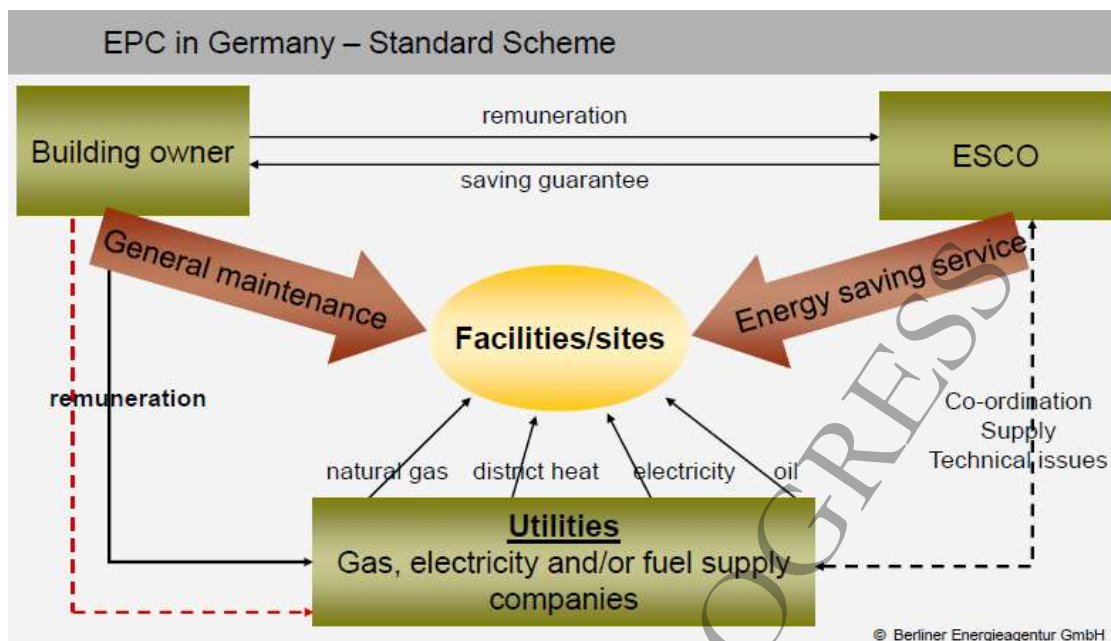 EPC in Germany – Standard Scheme
Building owner
remuneration
saving guarantee
ESCO
General maintenance
Energy saving service
Facilities/sites
remuneration
Co-ordination
Supply
Technical issues
natural gas
district heat
electricity
oil
Utilities
Gas, electricity and/or fuel supply
companies
OGRESS
© Berliner Energieagentur GmbH